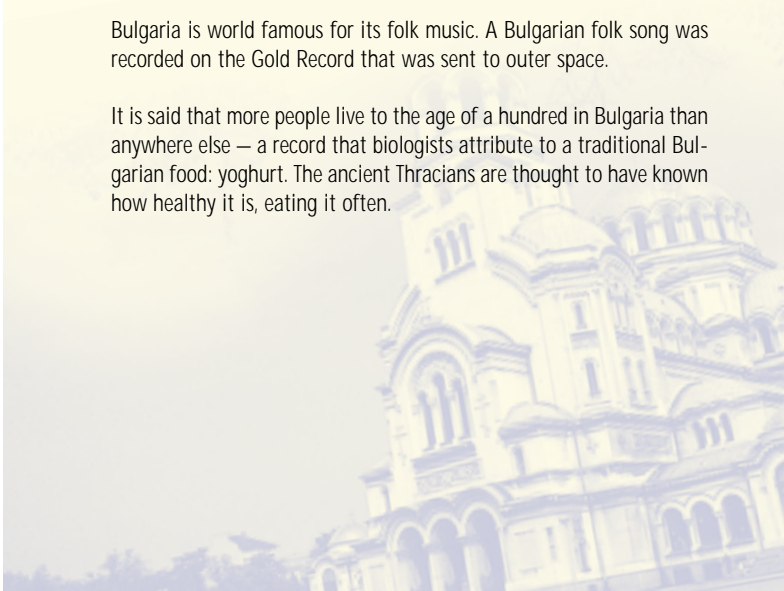 Bulgaria is world famous for its folk music. A Bulgarian folk song was
recorded on the Gold Record that was sent to outer space.
It is said that more people live to the age of a hundred in Bulgaria than
anywhere else — a record that biologists attribute to a traditional Bul-
garian food: yoghurt. The ancient Thracians are thought to have known
how healthy it is, eating it often.